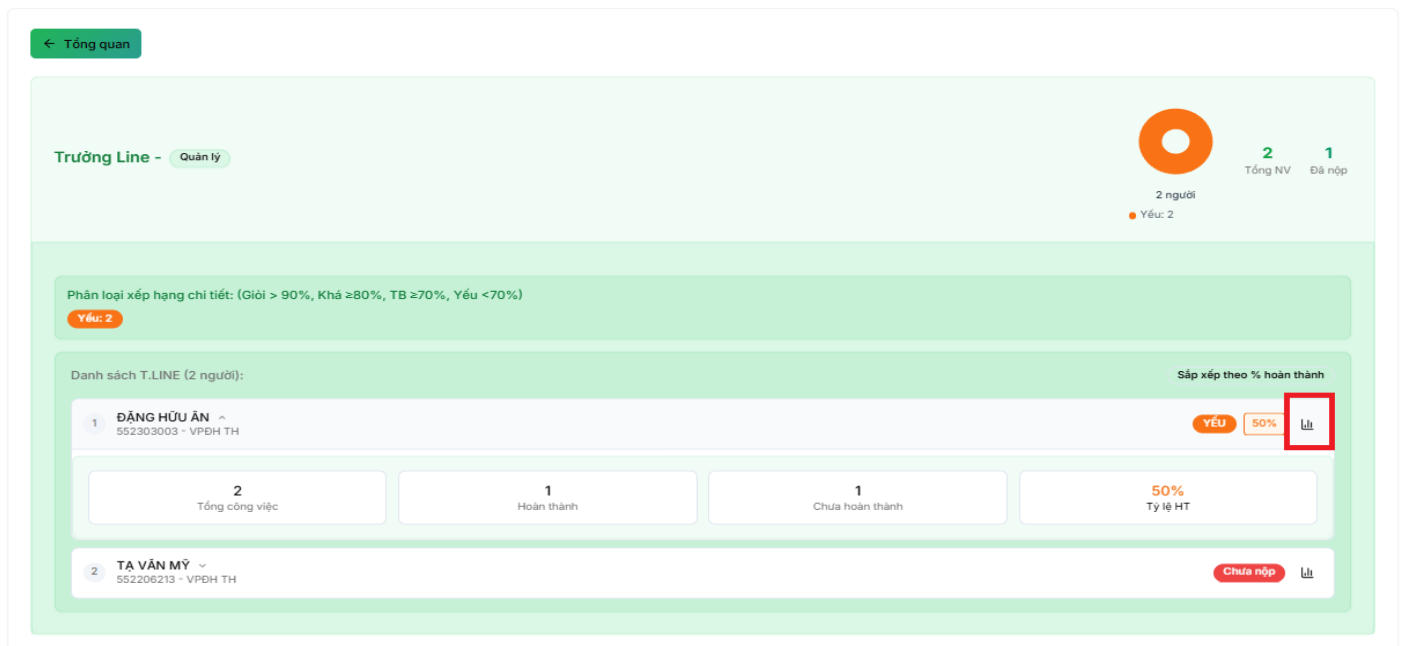 ← Tổng quan
Trưởng Line - Quản lý
2 người
Yếu: 2
2
Tổng NV
1
Đã nộp
Phân loại xếp hạng chi tiết: (Giỏi > 90%, Khá ≥80%, TB ≥70%, Yếu <70%)
Yếu: 2
Danh sách T.LINE (2 người):
Sắp xếp theo % hoàn thành
1
ĐẶNG HỮU ÂN
552303003 - VPĐH TH
YẾU
50%
2
Tổng công việc
1
Hoàn thành
1
Chưa hoàn thành
50%
Tỷ lệ HT
2
TẠ VĂN MỸ
552206213 - VPĐH TH
Chưa nộp